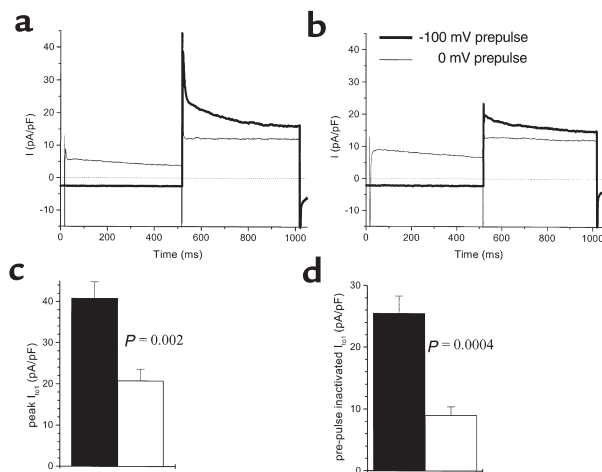 a
b
-100 mV prepulse
0 mV prepulse
I (pA/pF)
40
30
20
10
0
-10
0 200 400 600 800 1000
Time (ms)
I (pA/pF)
40
30
20
10
0
-10
0 200 400 600 800 1000
Time (ms)
c
d
peak Ito1 (pA/pF)
40
30
20
10
0
P = 0.002
pre-pulse inactivated Ito1 (pA/pF)
30
20
10
0
P = 0.0004